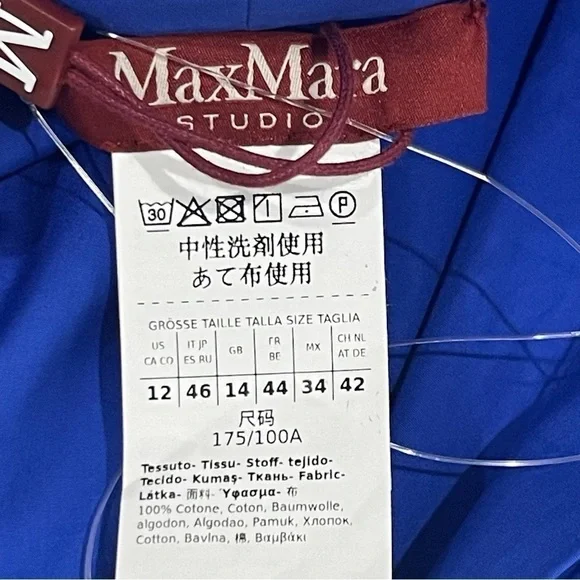 M
MaxMara
STUDIO
30 P
中性洗剤使用
あて布使用
GRÖSSE TAILLE TALLA SIZE TAGLIA
US IT JP GB FR MX CH NL
CA CO ES RU BE AT DE
12 46 14 44 34 42
尺码
175/100A
Tessuto- Tissu- Stoff- tejido-
Tecido- Kumaş- Ткань- Fabric-
Látka- 面料- Ύφασμα- 布
100% Cotone, Coton, Baumwolle,
algodon, Algodao, Pamuk, Хлопок,
Cotton, Bavlna, 棉, Βαμβάκι